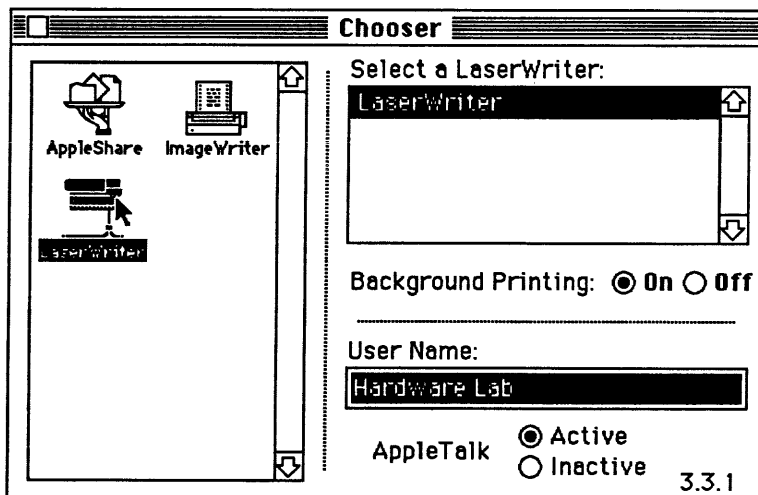 Chooser
AppleShare
ImageWriter
LaserWriter
Select a LaserWriter:
LaserWriter
Background Printing: On Off
User Name:
Hardware Lab
AppleTalk
Active
Inactive
3.3.1